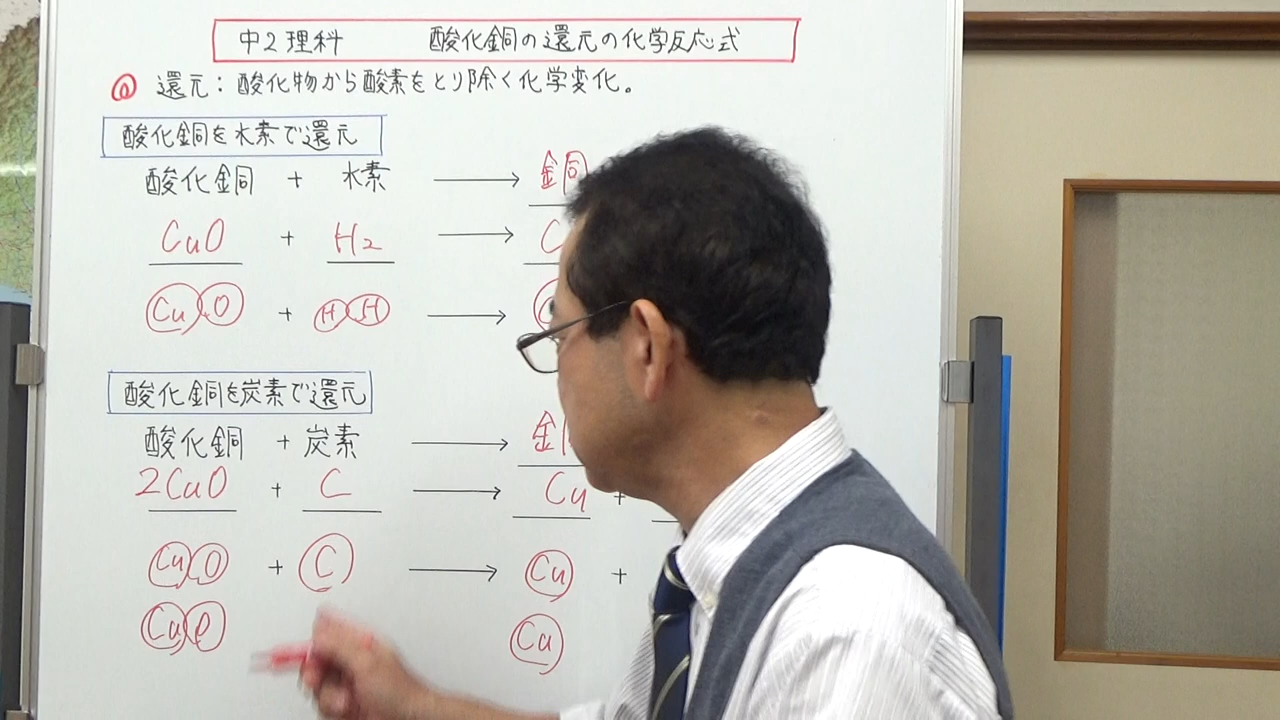 中2理科 酸化銅の還元の化学反応式
◎ 還元：酸化物から酸素をとり除く化学変化。
酸化銅を水素で還元
酸化銅 + 水素 → 銅
CuO + H₂ → C
Cu O + H H →
酸化銅を炭素で還元
酸化銅 + 炭素 →
2CuO + C → Cu +
Cu O + C → Cu +
Cu O Cu